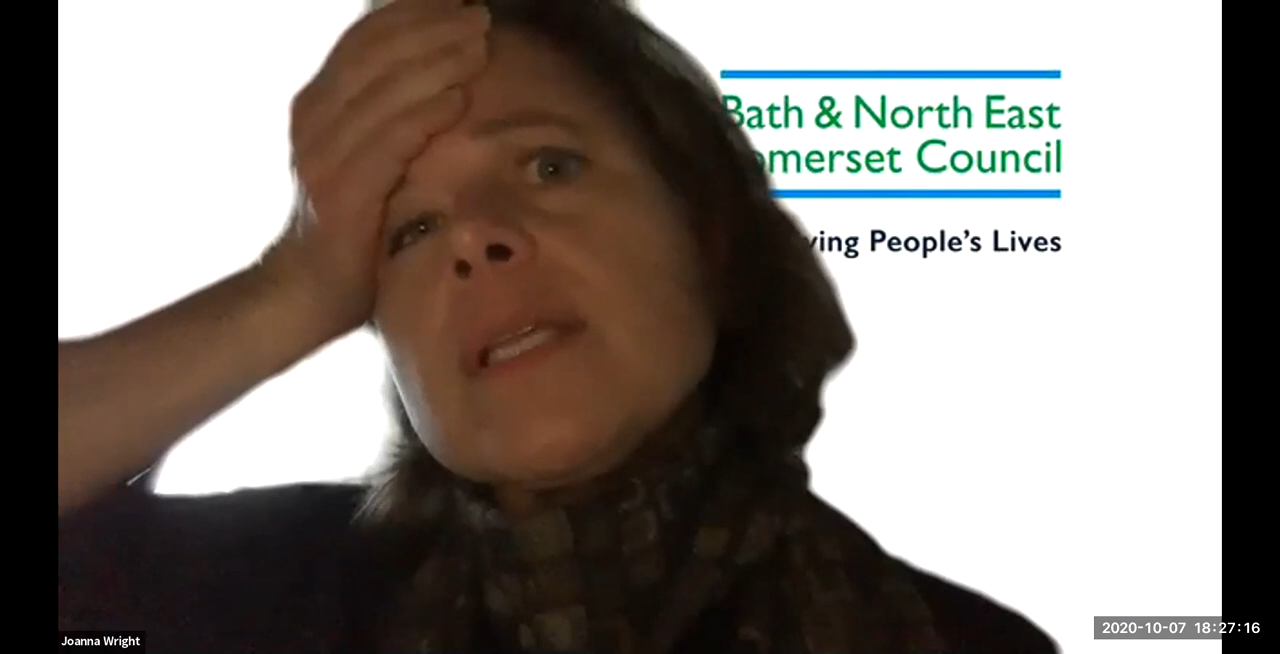 Bath & North East
omerset Council
ving People's Lives
Joanna Wright
2020-10-07 18:27:16